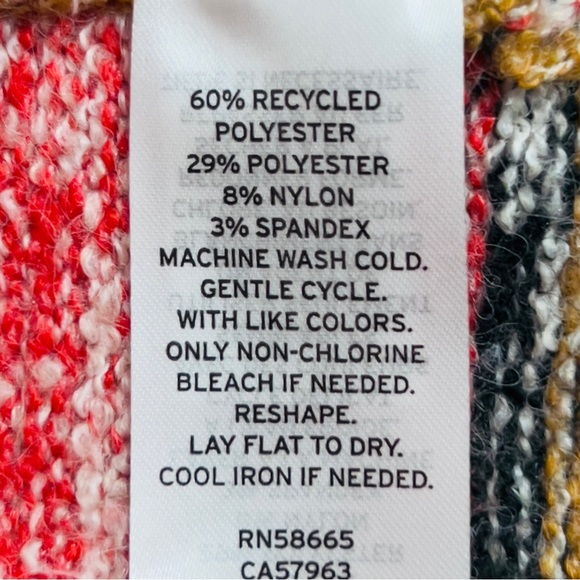 60% RECYCLED
POLYESTER
29% POLYESTER
8% NYLON
3% SPANDEX
MACHINE WASH COLD.
GENTLE CYCLE.
WITH LIKE COLORS.
ONLY NON-CHLORINE
BLEACH IF NEEDED.
RESHAPE.
LAY FLAT TO DRY.
COOL IRON IF NEEDED.
RN58665
CA57963